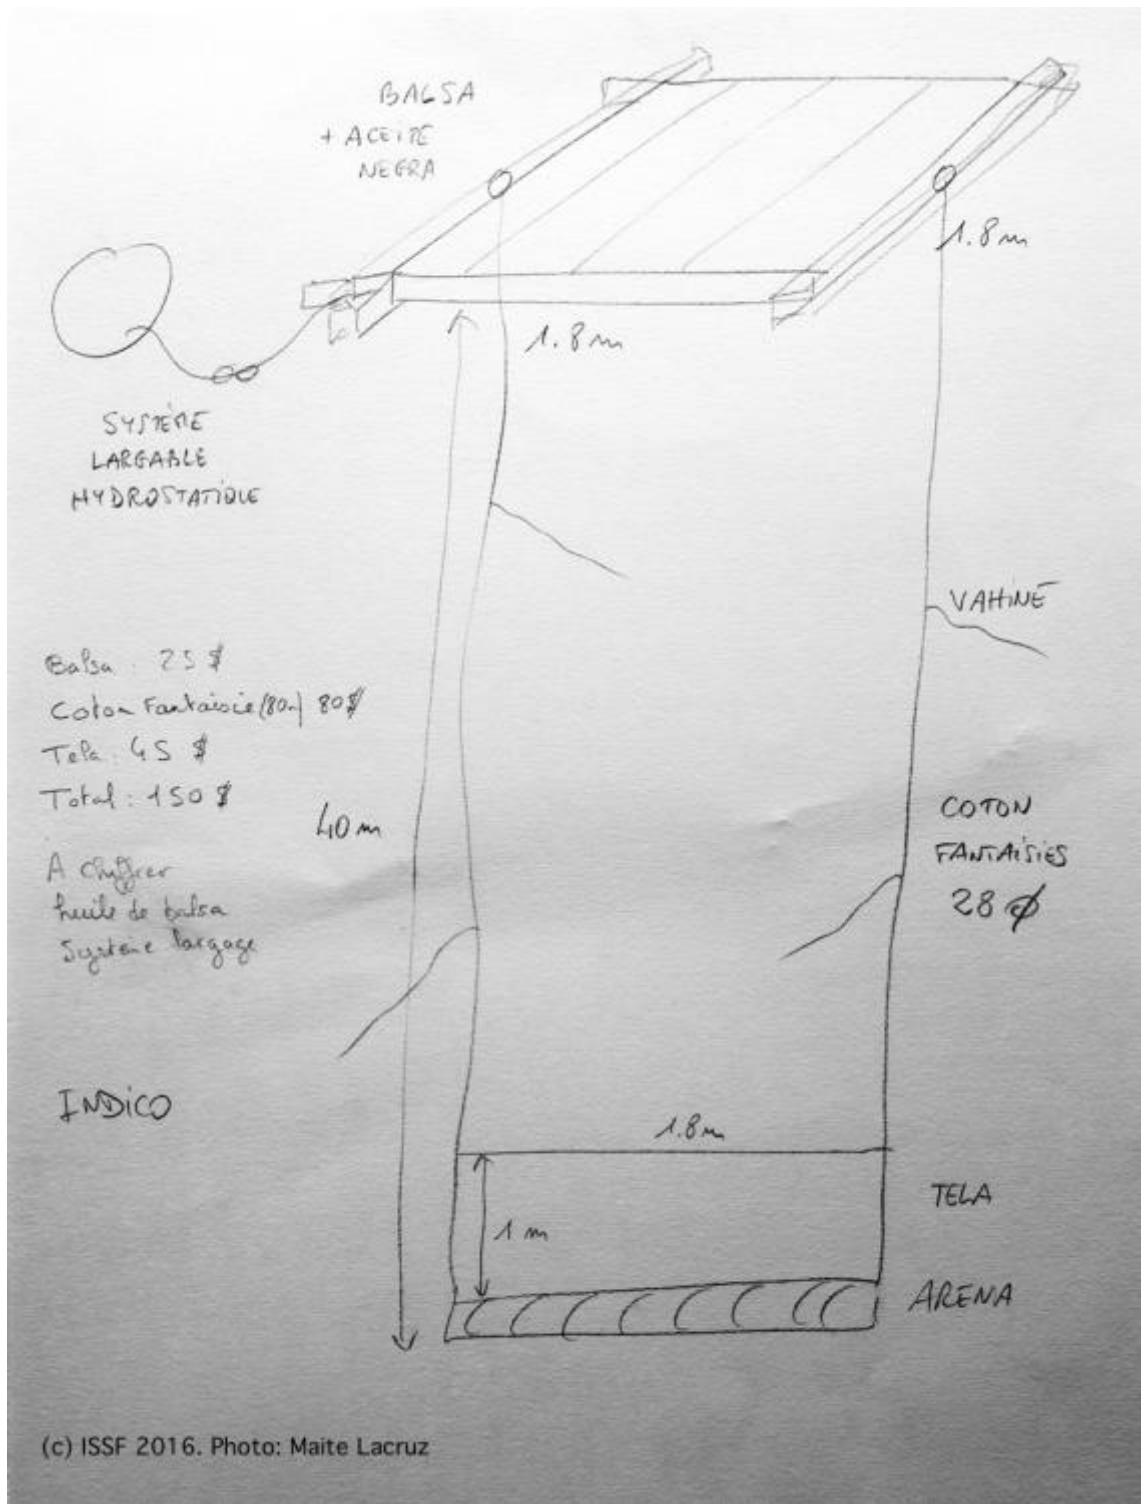 BALSA
+ ACEITE
NEGRA
1.8m
1.8m
SYSTÈME
LARGABLE
HYDROSTATIQUE
VAHINÉ
Balsa : 25 $
Coton Fantaisie (80m) 80$
Tela : 45 $
Total : 150 $
40 m
COTON
FANTAISIES
28 ø
A chiffrer
huile de balsa
Système largage
INDICO
1.8m
TELA
1 m
ARENA
(c) ISSF 2016. Photo: Maite Lacruz